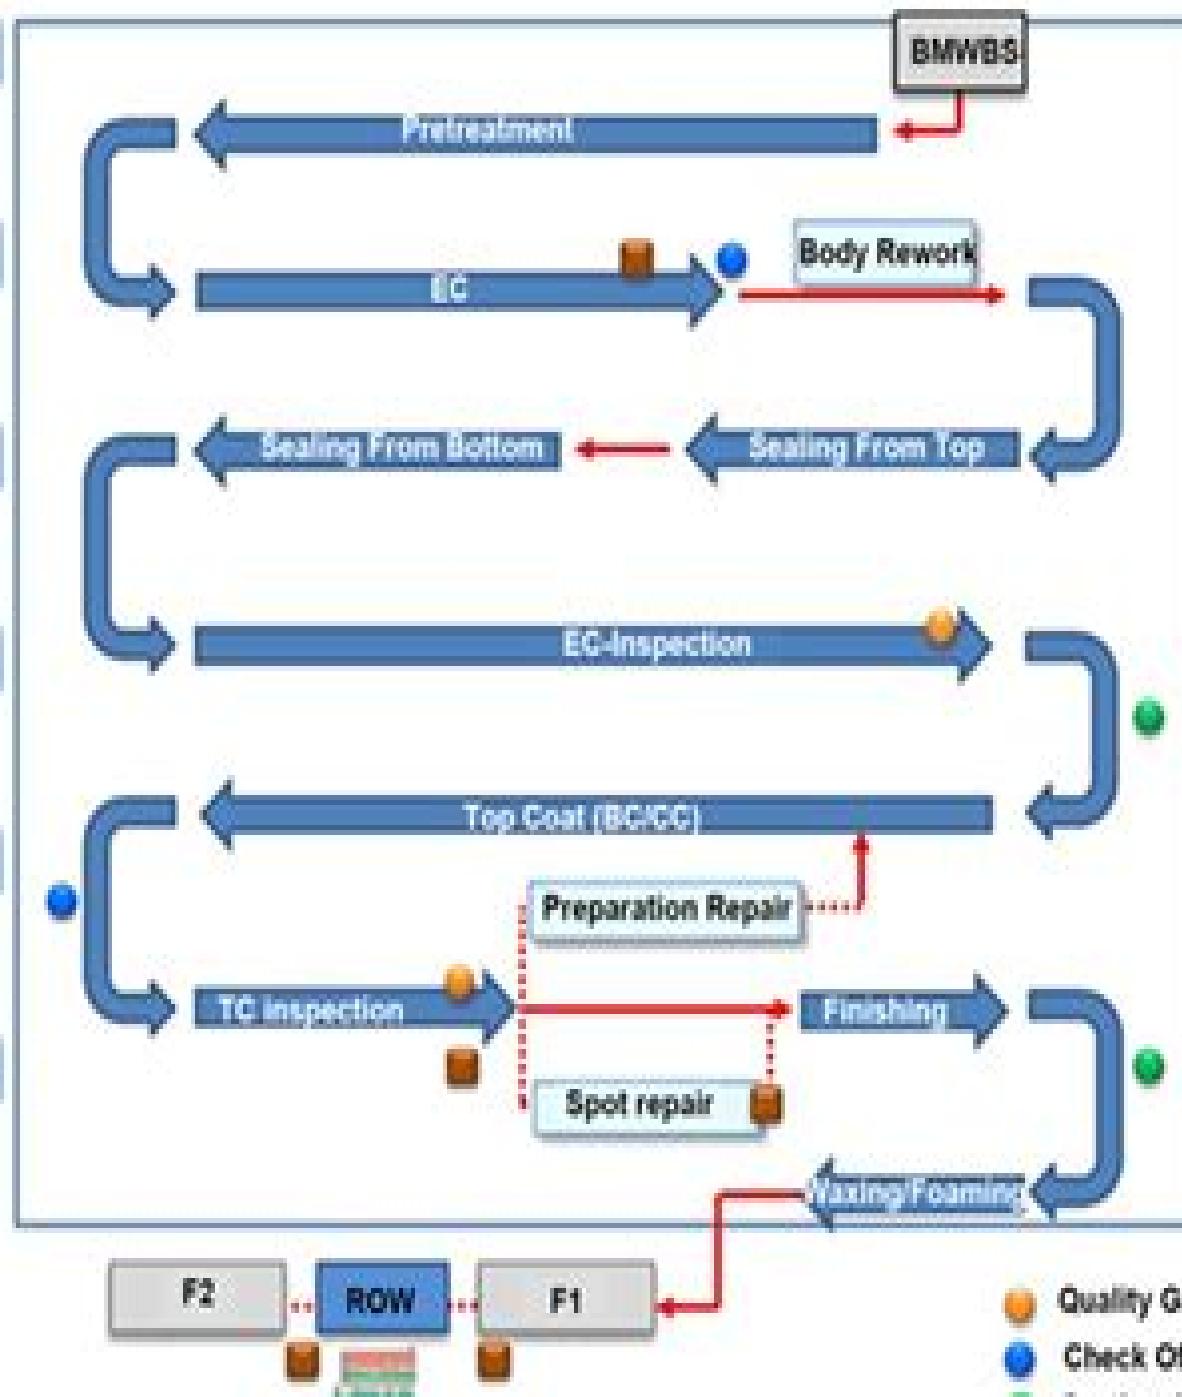 BMWBS
Pretreatment
EC
Body Rework
Sealing From Bottom
Sealing From Top
EC-Inspection
Top Coat (BC/CC)
Preparation Repair
TC inspection
Finishing
Spot repair
Waxing/Foaming
F2
ROW
F1
Quality G
Check Of